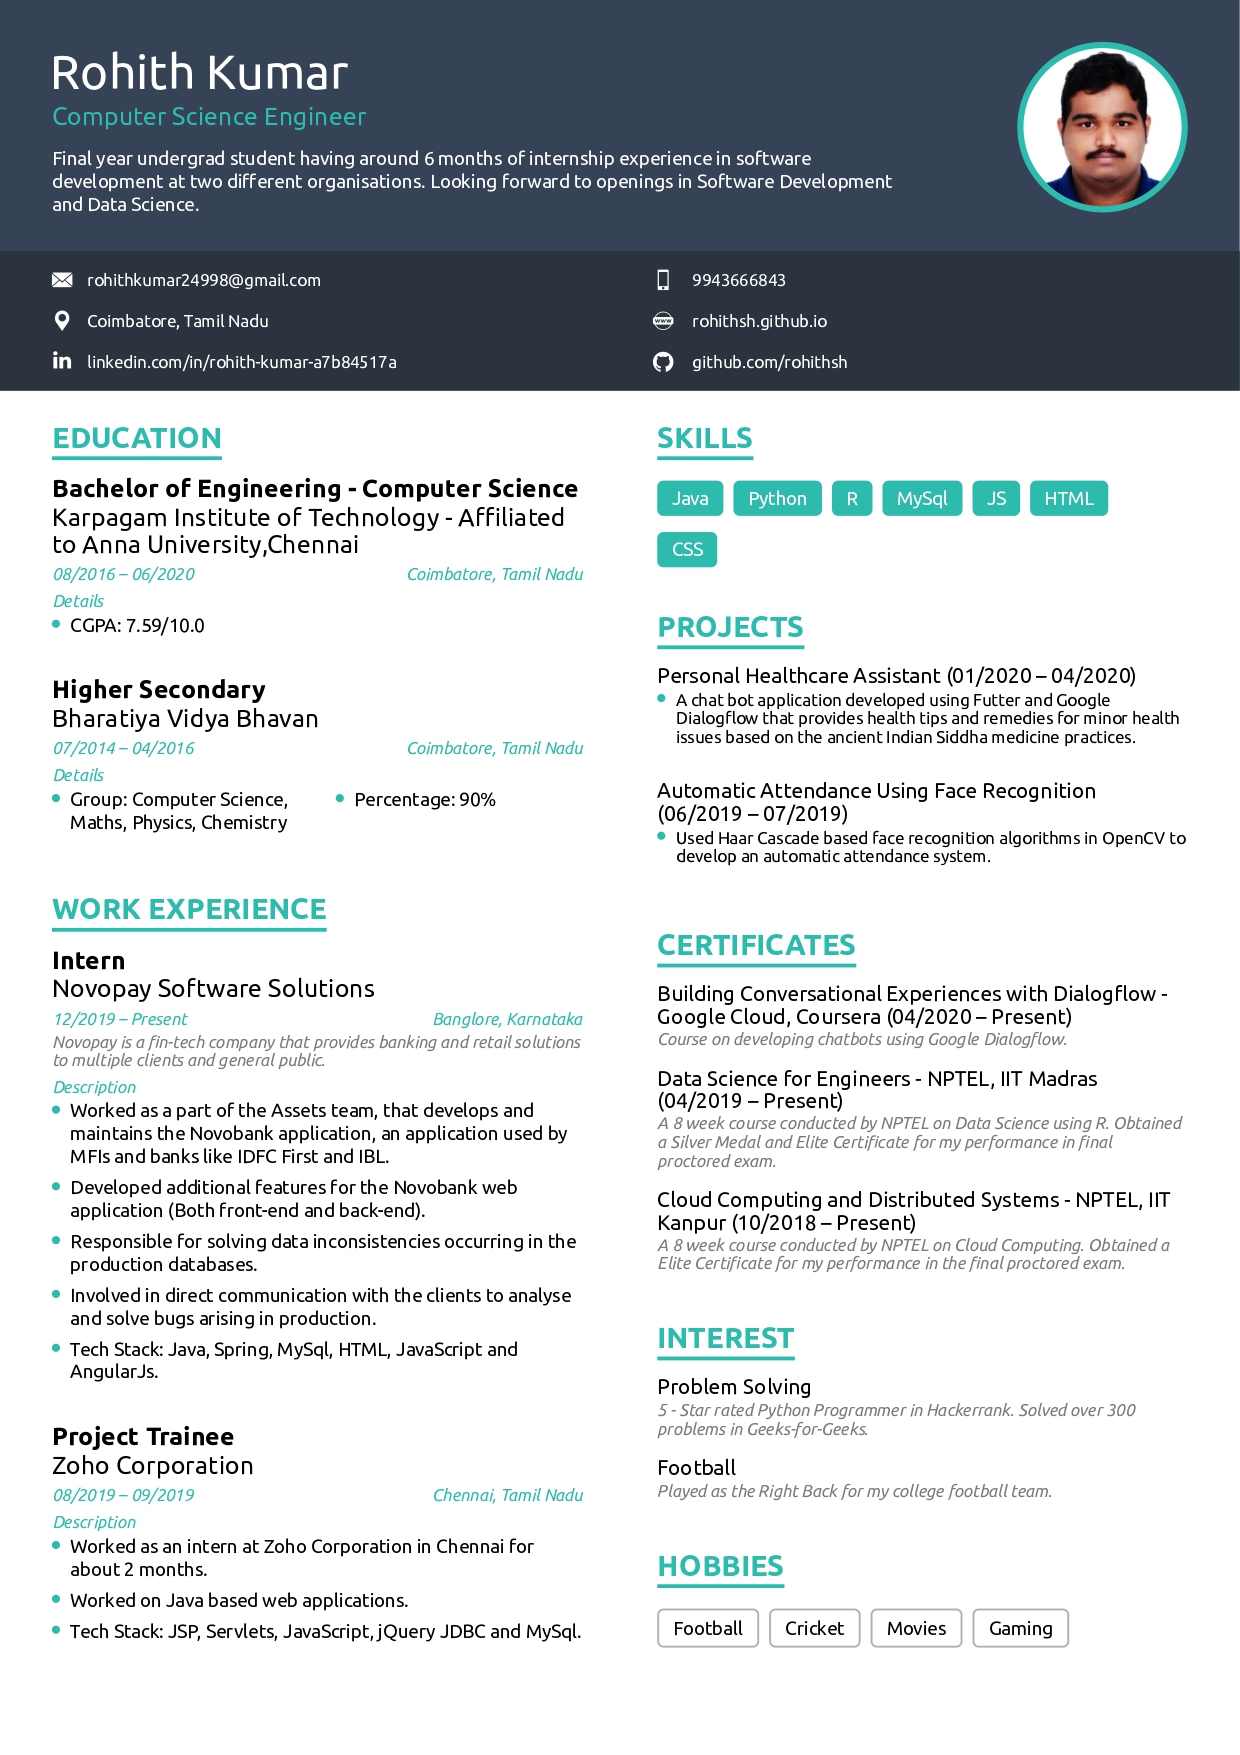 Rohith Kumar
Computer Science Engineer
Final year undergrad student having around 6 months of internship experience in software
development at two different organisations. Looking forward to openings in Software Development
and Data Science.
rohithkumar24998@gmail.com
9943666843
Coimbatore, Tamil Nadu
rohithsh.github.io
linkedin.com/in/rohith-kumar-a7b84517a
github.com/rohithsh
EDUCATION
Bachelor of Engineering - Computer Science
Karpagam Institute of Technology - Affiliated
to Anna University,Chennai
08/2016 – 06/2020 Coimbatore, Tamil Nadu
Details
CGPA: 7.59/10.0
Higher Secondary
Bharatiya Vidya Bhavan
07/2014 – 04/2016 Coimbatore, Tamil Nadu
Details
Group: Computer Science,
Maths, Physics, Chemistry
Percentage: 90%
WORK EXPERIENCE
Intern
Novopay Software Solutions
12/2019 – Present Banglore, Karnataka
Novopay is a fin-tech company that provides banking and retail solutions
to multiple clients and general public.
Description
Worked as a part of the Assets team, that develops and
maintains the Novobank application, an application used by
MFIs and banks like IDFC First and IBL.
Developed additional features for the Novobank web
application (Both front-end and back-end).
Responsible for solving data inconsistencies occurring in the
production databases.
Involved in direct communication with the clients to analyse
and solve bugs arising in production.
Tech Stack: Java, Spring, MySql, HTML, JavaScript and
AngularJs.
Project Trainee
Zoho Corporation
08/2019 – 09/2019 Chennai, Tamil Nadu
Description
Worked as an intern at Zoho Corporation in Chennai for
about 2 months.
Worked on Java based web applications.
Tech Stack: JSP, Servlets, JavaScript, jQuery JDBC and MySql.
SKILLS
Java Python R MySql JS HTML
CSS
PROJECTS
Personal Healthcare Assistant (01/2020 – 04/2020)
A chat bot application developed using Futter and Google
Dialogflow that provides health tips and remedies for minor health
issues based on the ancient Indian Siddha medicine practices.
Automatic Attendance Using Face Recognition
(06/2019 – 07/2019)
Used Haar Cascade based face recognition algorithms in OpenCV to
develop an automatic attendance system.
CERTIFICATES
Building Conversational Experiences with Dialogflow -
Google Cloud, Coursera (04/2020 – Present)
Course on developing chatbots using Google Dialogflow.
Data Science for Engineers - NPTEL, IIT Madras
(04/2019 – Present)
A 8 week course conducted by NPTEL on Data Science using R. Obtained
a Silver Medal and Elite Certificate for my performance in final
proctored exam.
Cloud Computing and Distributed Systems - NPTEL, IIT
Kanpur (10/2018 – Present)
A 8 week course conducted by NPTEL on Cloud Computing. Obtained a
Elite Certificate for my performance in the final proctored exam.
INTEREST
Problem Solving
5 - Star rated Python Programmer in Hackerrank. Solved over 300
problems in Geeks-for-Geeks.
Football
Played as the Right Back for my college football team.
HOBBIES
Football Cricket Movies Gaming